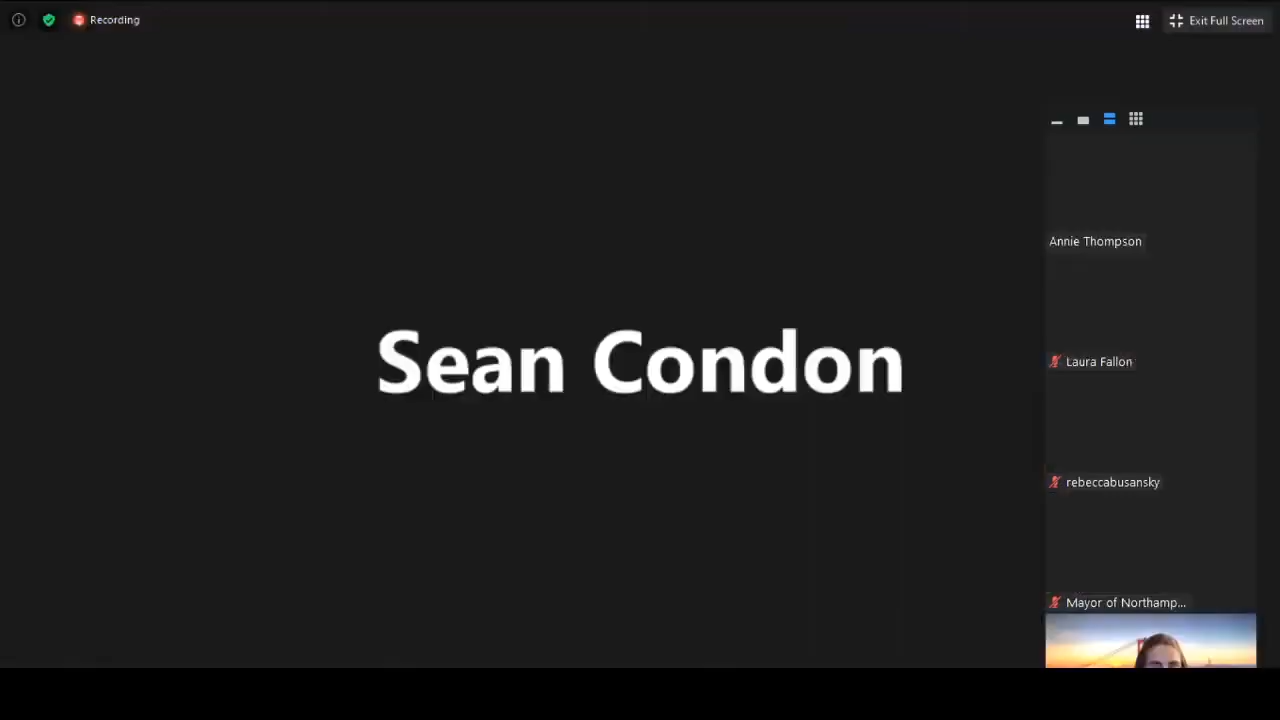 Recording
Exit Full Screen
Annie Thompson
Laura Fallon
Sean Condon
rebeccabusansky
Mayor of Northamp...